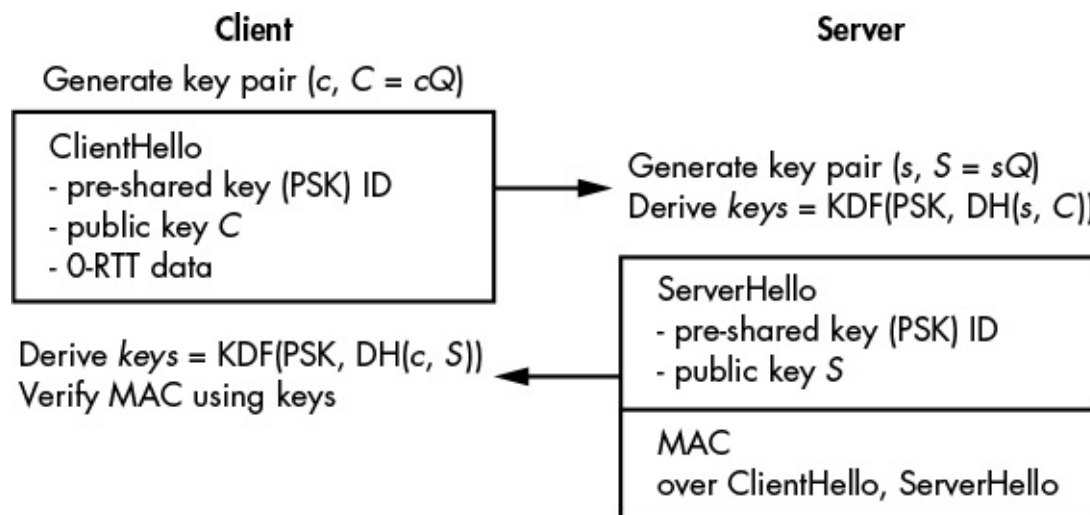 Client
Server
Generate key pair (c, C = cQ)
ClientHello
- pre-shared key (PSK) ID
- public key C
- 0-RTT data
Generate key pair (s, S = sQ)
Derive keys = KDF(PSK, DH(s, C))
ServerHello
- pre-shared key (PSK) ID
- public key S
Derive keys = KDF(PSK, DH(c, S))
Verify MAC using keys
MAC
over ClientHello, ServerHello